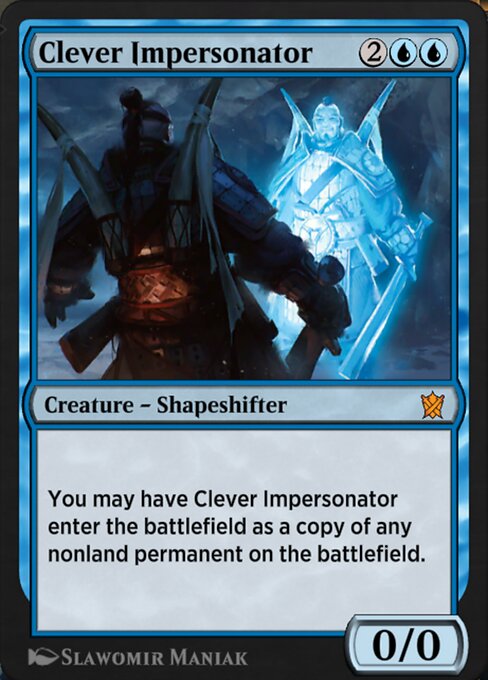 Clever Impersonator 2
Creature – Shapeshifter
You may have Clever Impersonator
enter the battlefield as a copy of any
nonland permanent on the battlefield.
0/0
Slawomir Maniak